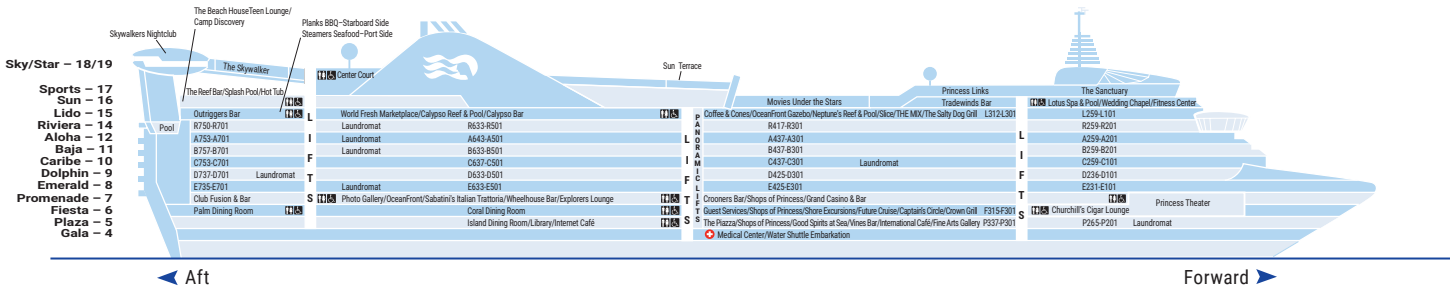 The Beach HouseTeen Lounge/
Camp Discovery
Planks BBQ–Starboard Side
Steamers Seafood–Port Side
Skywalkers Nightclub
Sky/Star – 18/19
The Skywalker
Center Court
Sun Terrace
Sports – 17
The Reef Bar/Splash Pool/Hot Tub
Princess Links
The Sanctuary
Sun – 16
Movies Under the Stars
Tradewinds Bar
Lotus Spa & Pool/Wedding Chapel/Fitness Center
Lido – 15
Outriggers Bar
World Fresh Marketplace/Calypso Reef & Pool/Calypso Bar
Coffee & Cones/OceanFront Gazebo/Neptune's Reef & Pool/Slice/THE MIX/The Salty Dog Grill L312-L301
L259-L101
Riviera – 14
Pool
R750-R701
Laundromat
R633-R501
R417-R301
R259-R201
Aloha – 12
A753-A701
Laundromat
A643-A501
A437-A301
A259-A201
Baja – 11
B757-B701
Laundromat
B633-B501
B437-B301
B259-B201
Caribe – 10
C753-C701
C637-C501
C437-C301
Laundromat
C259-C101
Dolphin – 9
D737-D701
Laundromat
D633-D501
D425-D301
D236-D101
Emerald – 8
E735-E701
Laundromat
E633-E501
E425-E301
E231-E101
Promenade – 7
Club Fusion & Bar
Photo Gallery/OceanFront/Sabatini's Italian Trattoria/Wheelhouse Bar/Explorers Lounge
Crooners Bar/Shops of Princess/Grand Casino & Bar
Princess Theater
Fiesta – 6
Palm Dining Room
Coral Dining Room
Guest Services/Shops of Princess/Shore Excursions/Future Cruise/Captain's Circle/Crown Grill F315-F301
Churchill's Cigar Lounge
Plaza – 5
Island Dining Room/Library/Internet Café
The Piazza/Shops of Princess/Good Spirits at Sea/Vines Bar/International Café/Fine Arts Gallery P337-P301
P265-P201
Laundromat
Gala – 4
Medical Center/Water Shuttle Embarkation
LIFTS
LIFTS
PANORAMIC LIFTS
LIFTS
Aft
Forward